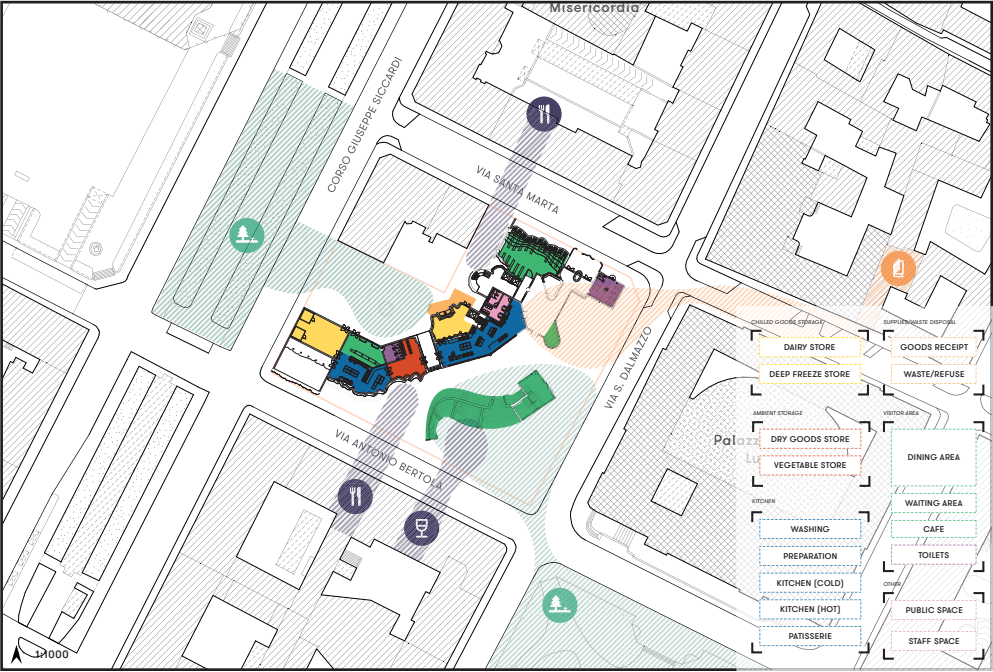 Misericordia
CORSO GIUSEPPE SICCARDI
VIA SANTA MARTA
VIA S. DALMAZZO
VIA ANTONIO BERTOLA
Palazz
Lu
CHILLED GOODS STORAGE
DAIRY STORE
DEEP FREEZE STORE
SUPPLIES/WASTE DISPOSAL
GOODS RECEIPT
WASTE/REFUSE
AMBIENT STORAGE
DRY GOODS STORE
VEGETABLE STORE
VISITOR AREA
DINING AREA
WAITING AREA
CAFE
TOILETS
KITCHEN
WASHING
PREPARATION
KITCHEN (COLD)
KITCHEN (HOT)
PATISSERIE
OTHER
PUBLIC SPACE
STAFF SPACE
1:1000